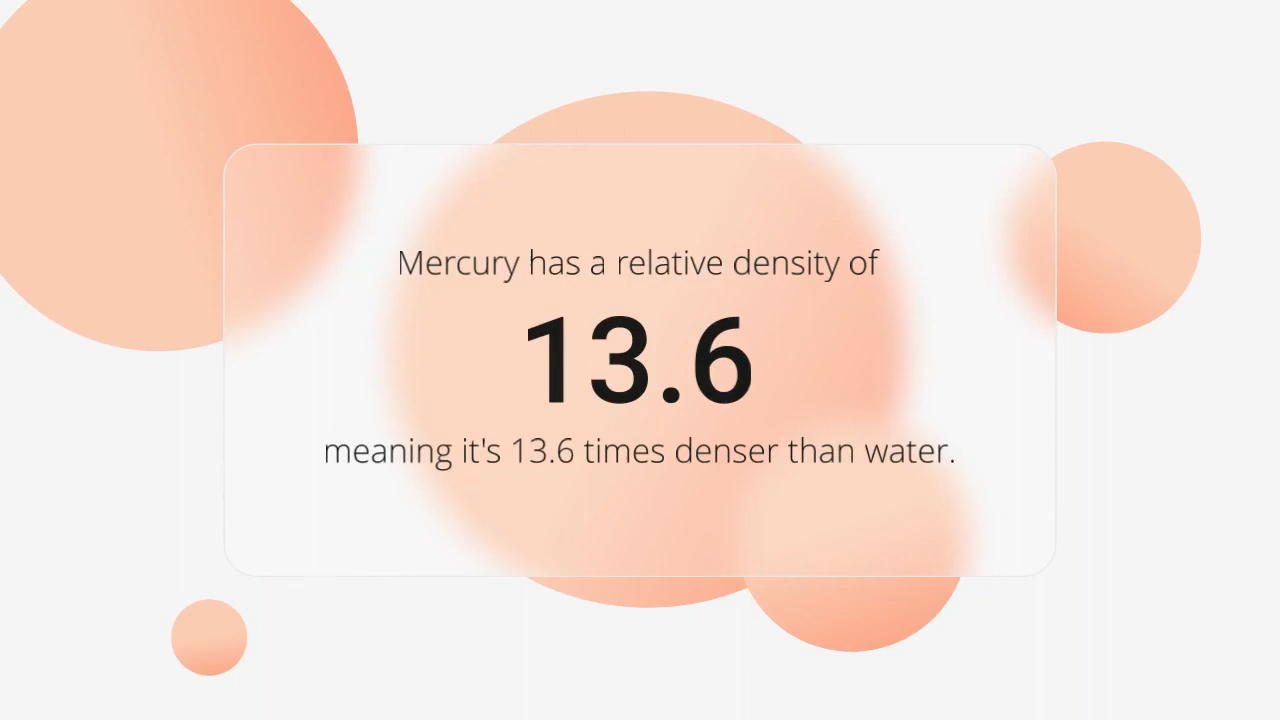 Mercury has a relative density of
13.6
meaning it's 13.6 times denser than water.